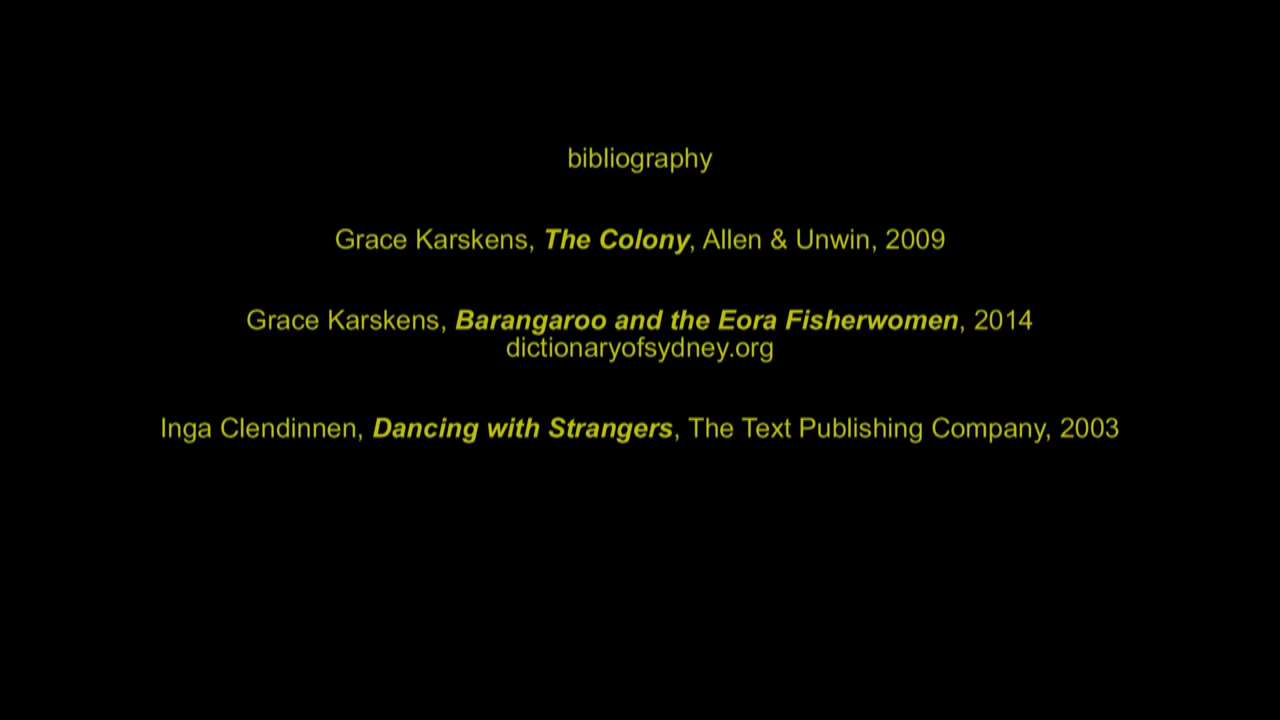 bibliography
Grace Karskens, The Colony, Allen & Unwin, 2009
Grace Karskens, Barangaroo and the Eora Fisherwomen, 2014
dictionaryofsydney.org
Inga Clendinnen, Dancing with Strangers, The Text Publishing Company, 2003